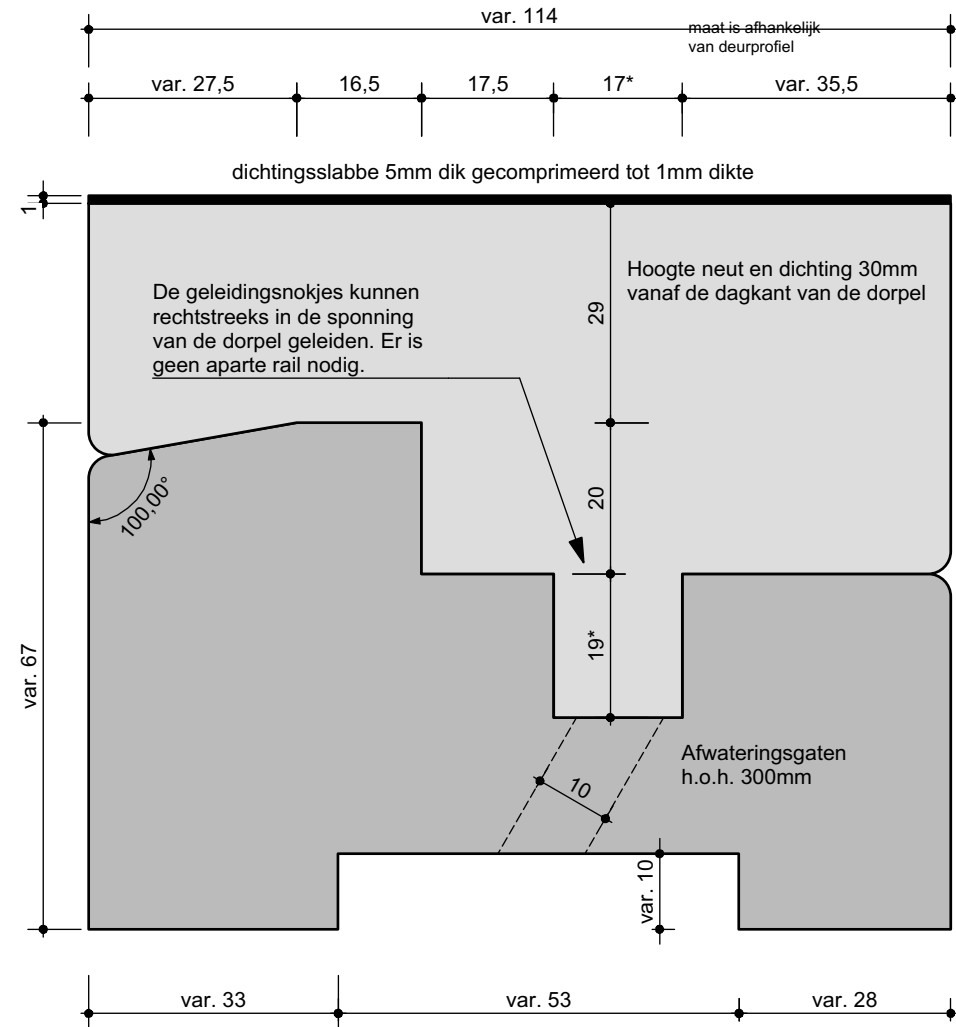 var. 114
maat is afhankelijk
van deurprofiel
var. 27,5
16,5
17,5
17*
var. 35,5
dichtingsslabbe 5mm dik gecomprimeerd tot 1mm dikte
1
Hoogte neut en dichting 30mm
vanaf de dagkant van de dorpel
De geleidingsnokjes kunnen
rechtstreeks in de sponning
van de dorpel geleiden. Er is
geen aparte rail nodig.
29
20
100,00°
19*
var. 67
Afwateringsgaten
h.o.h. 300mm
10
var. 10
var. 33
var. 53
var. 28